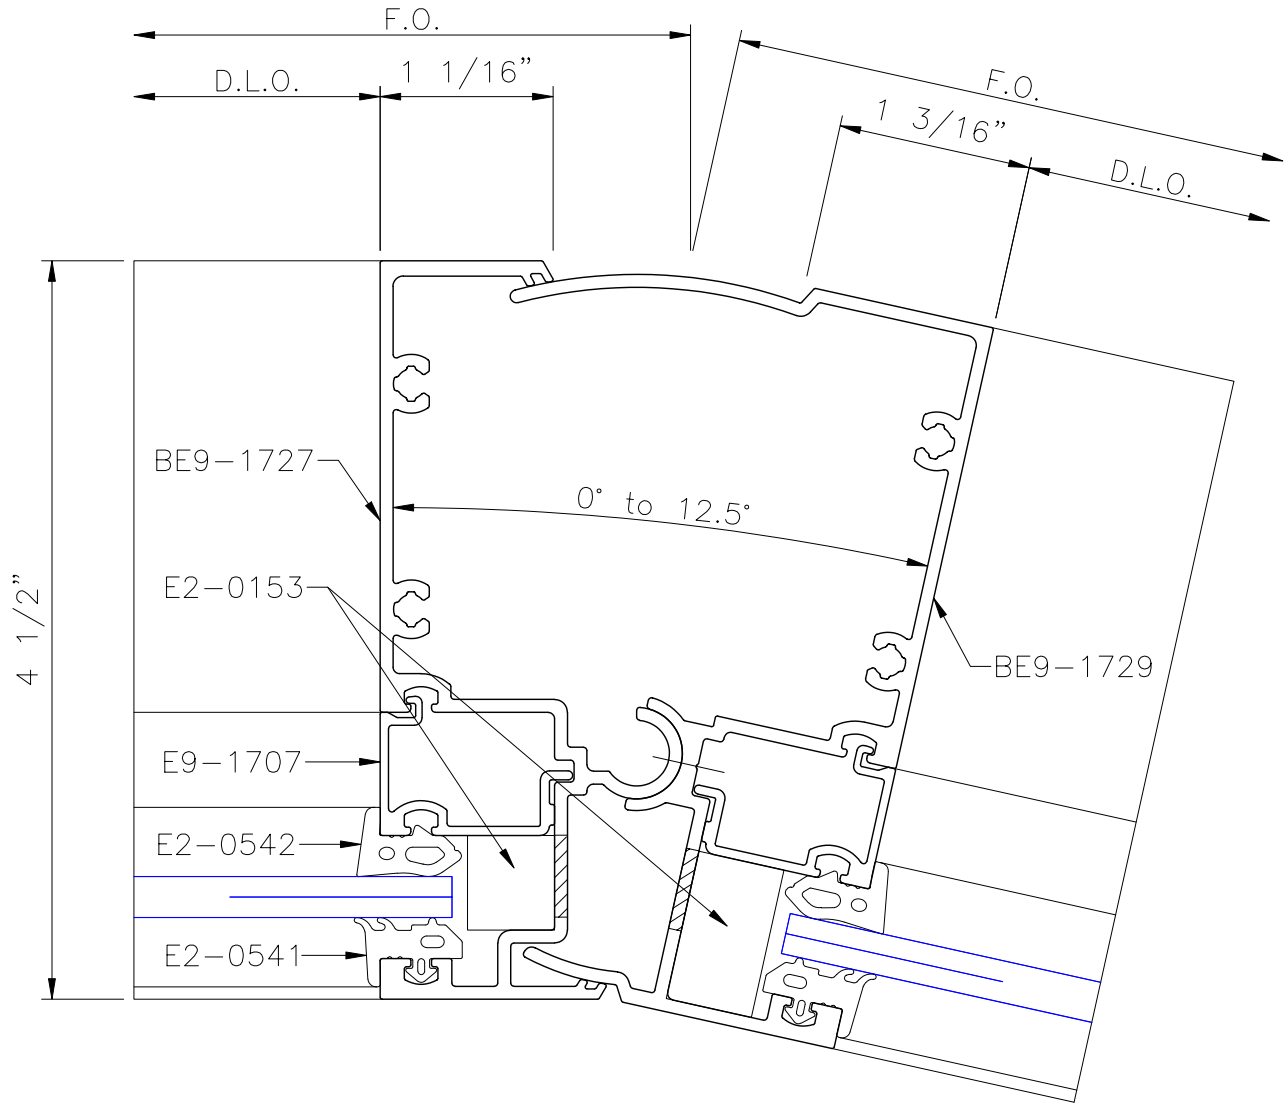 F.O.
D.L.O.
1 1/16”
F.O.
1 3/16”
D.L.O.
BE9-1727
0° to 12.5°
E2-0153
4 1/2”
BE9-1729
E9-1707
E2-0542
E2-0541